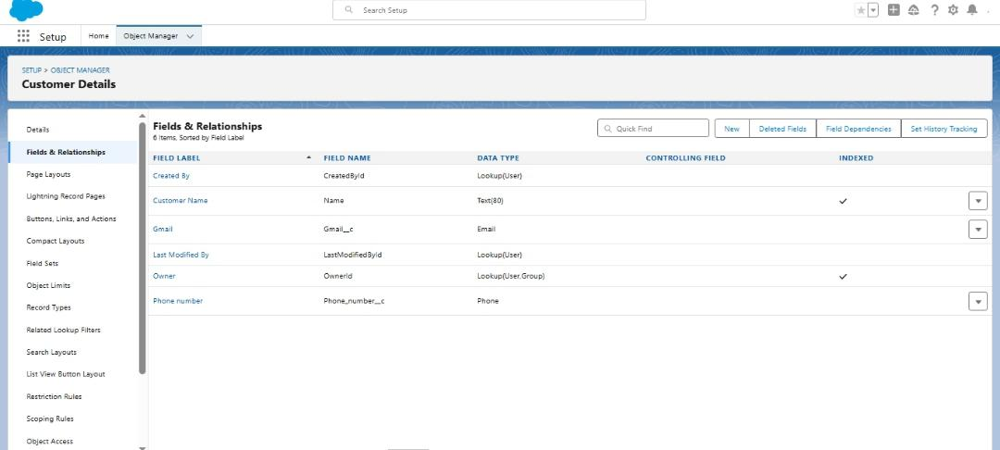 Search Setup
Setup Home Object Manager
SETUP > OBJECT MANAGER
Customer Details
Details
Fields & Relationships
Page Layouts
Lightning Record Pages
Buttons, Links, and Actions
Compact Layouts
Field Sets
Object Limits
Record Types
Related Lookup Filters
Search Layouts
List View Button Layout
Restriction Rules
Scoping Rules
Object Access
Fields & Relationships
6 Items, Sorted by Field Label
Quick Find New Deleted Fields Field Dependencies Set History Tracking
FIELD LABEL FIELD NAME DATA TYPE CONTROLLING FIELD INDEXED
Created By CreatedById Lookup(User)
Customer Name Name Text(80)
Gmail Gmail__c Email
Last Modified By LastModifiedById Lookup(User)
Owner OwnerId Lookup(User,Group)
Phone number Phone_number__c Phone